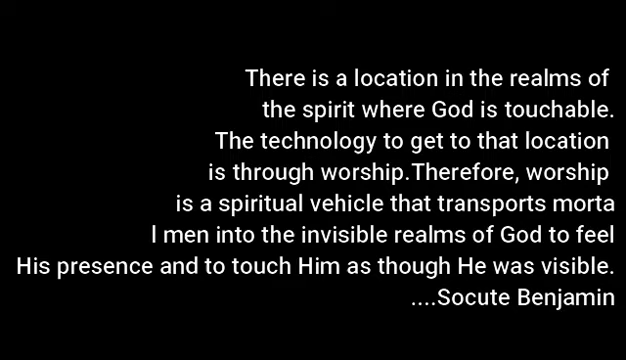 There is a location in the realms of
the spirit where God is touchable.
The technology to get to that location
is through worship.Therefore, worship
is a spiritual vehicle that transports morta
l men into the invisible realms of God to feel
His presence and to touch Him as though He was visible.
....Socute Benjamin